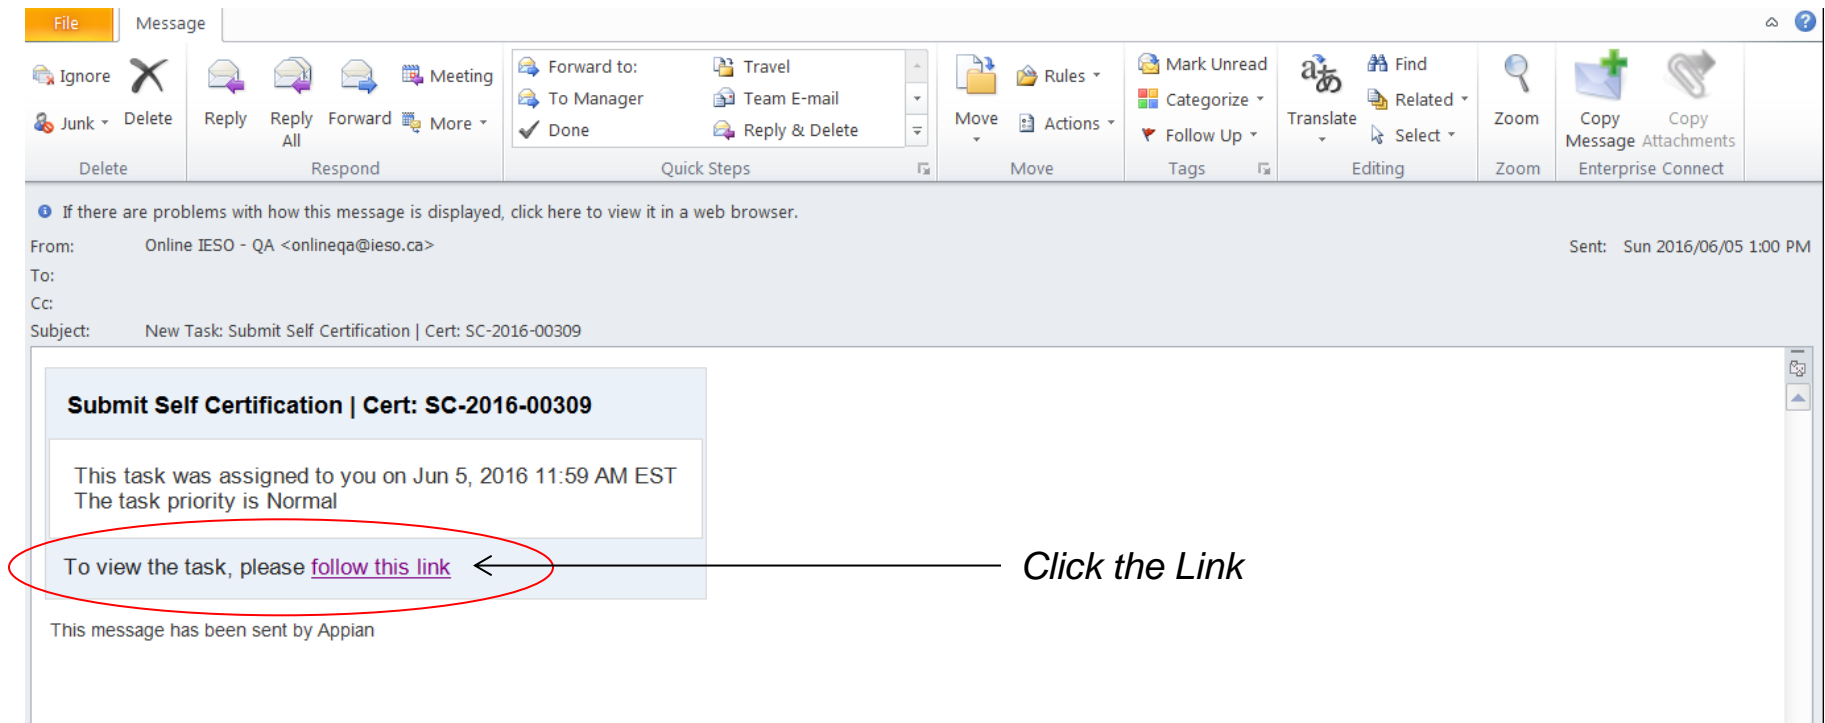 File Message
Ignore
Junk
Delete
Delete
Reply
Reply All
Forward
Meeting
More
Respond
Forward to:
To Manager
Done
Travel
Team E-mail
Reply & Delete
Quick Steps
Move
Rules
Actions
Move
Mark Unread
Categorize
Follow Up
Tags
Translate
Find
Related
Select
Editing
Zoom
Zoom
Copy Message
Copy Attachments
Enterprise Connect
If there are problems with how this message is displayed, click here to view it in a web browser.
From: Online IESO - QA <onlineqa@ieso.ca> Sent: Sun 2016/06/05 1:00 PM
To:
Cc:
Subject: New Task: Submit Self Certification | Cert: SC-2016-00309
Submit Self Certification | Cert: SC-2016-00309
This task was assigned to you on Jun 5, 2016 11:59 AM EST
The task priority is Normal
To view the task, please follow this link
Click the Link
This message has been sent by Appian